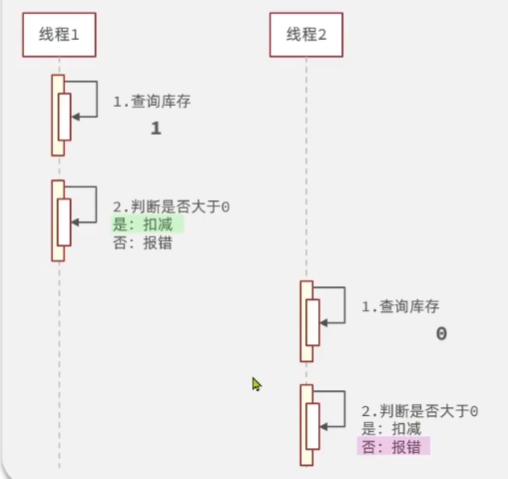 线程1
线程2
1.查询库存
1
2.判断是否大于0
是: 扣减
否: 报错
1.查询库存
0
2.判断是否大于0
是: 扣减
否: 报错